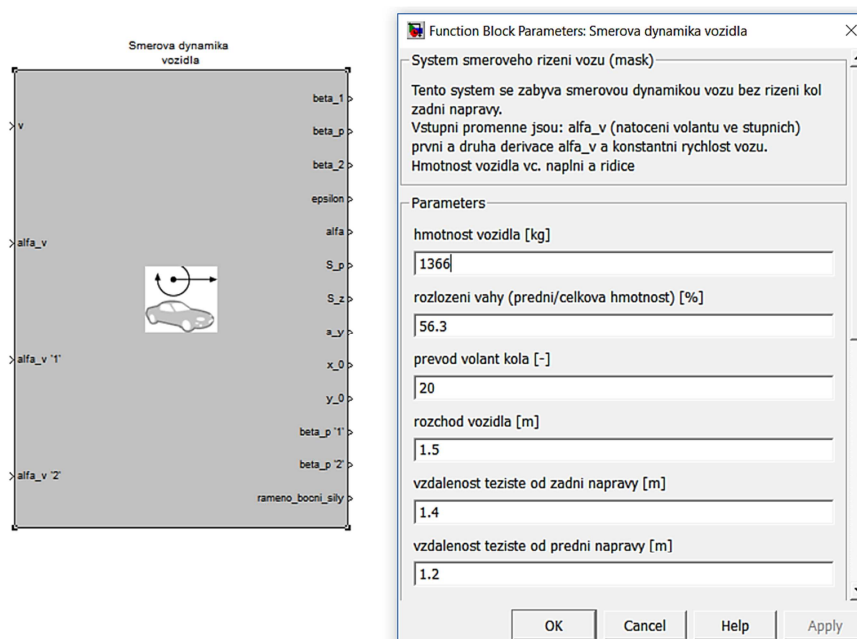 Smerova dynamika
vozidla
v
alfa_v
alfa_v '1'
alfa_v '2'
beta_1
beta_p
beta_2
epsilon
alfa
S_p
S_z
a_y
x_0
y_0
beta_p '1'
beta_p '2'
rameno_bocni_sily
Function Block Parameters: Smerova dynamika vozidla
System smeroveho rizeni vozu (mask)
Tento system se zabyva smerovou dynamikou vozu bez rizeni kol
zadni napravy.
Vstupni promenne jsou: alfa_v (natoceni volantu ve stupnich)
prvni a druha derivace alfa_v a konstantni rychlost vozu.
Hmotnost vozidla vc. naplni a ridice
Parameters
hmotnost vozidla [kg]
1366
rozlozeni vahy (predni/celkova hmotnost) [%]
56.3
prevod volant kola [-]
20
rozchod vozidla [m]
1.5
vzdalenost teziste od zadni napravy [m]
1.4
vzdalenost teziste od predni napravy [m]
1.2
OK Cancel Help Apply